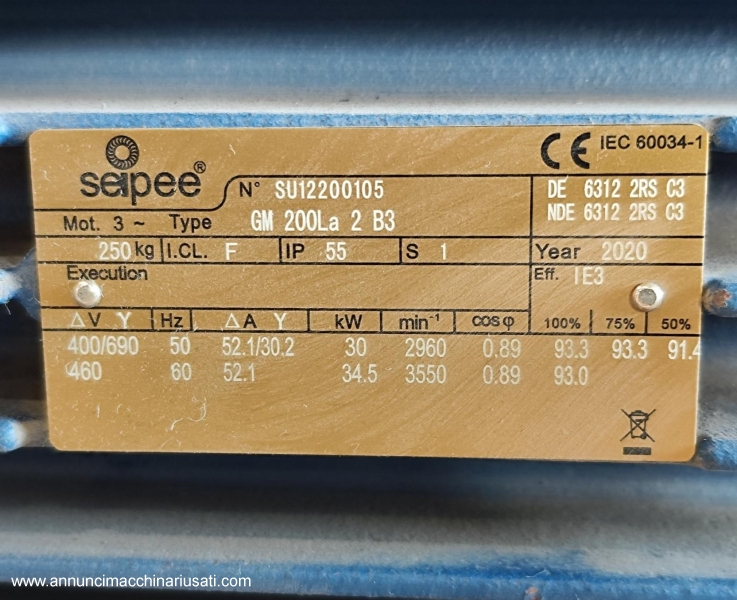 CE IEC 60034-1
seipee®
N° SU12200105
DE 6312 2RS C3
NDE 6312 2RS C3
Mot. 3 ~ Type GM 200La 2 B3
250 kg I.CL. F IP 55 S 1 Year 2020
Execution Eff. IE3
△ V Y Hz △ A Y kW min⁻¹ cosφ 100% 75% 50%
400/690 50 52.1/30.2 30 2960 0.89 93.3 93.3 91.4
460 60 52.1 34.5 3550 0.89 93.0
www.annuncimacchinariusati.com